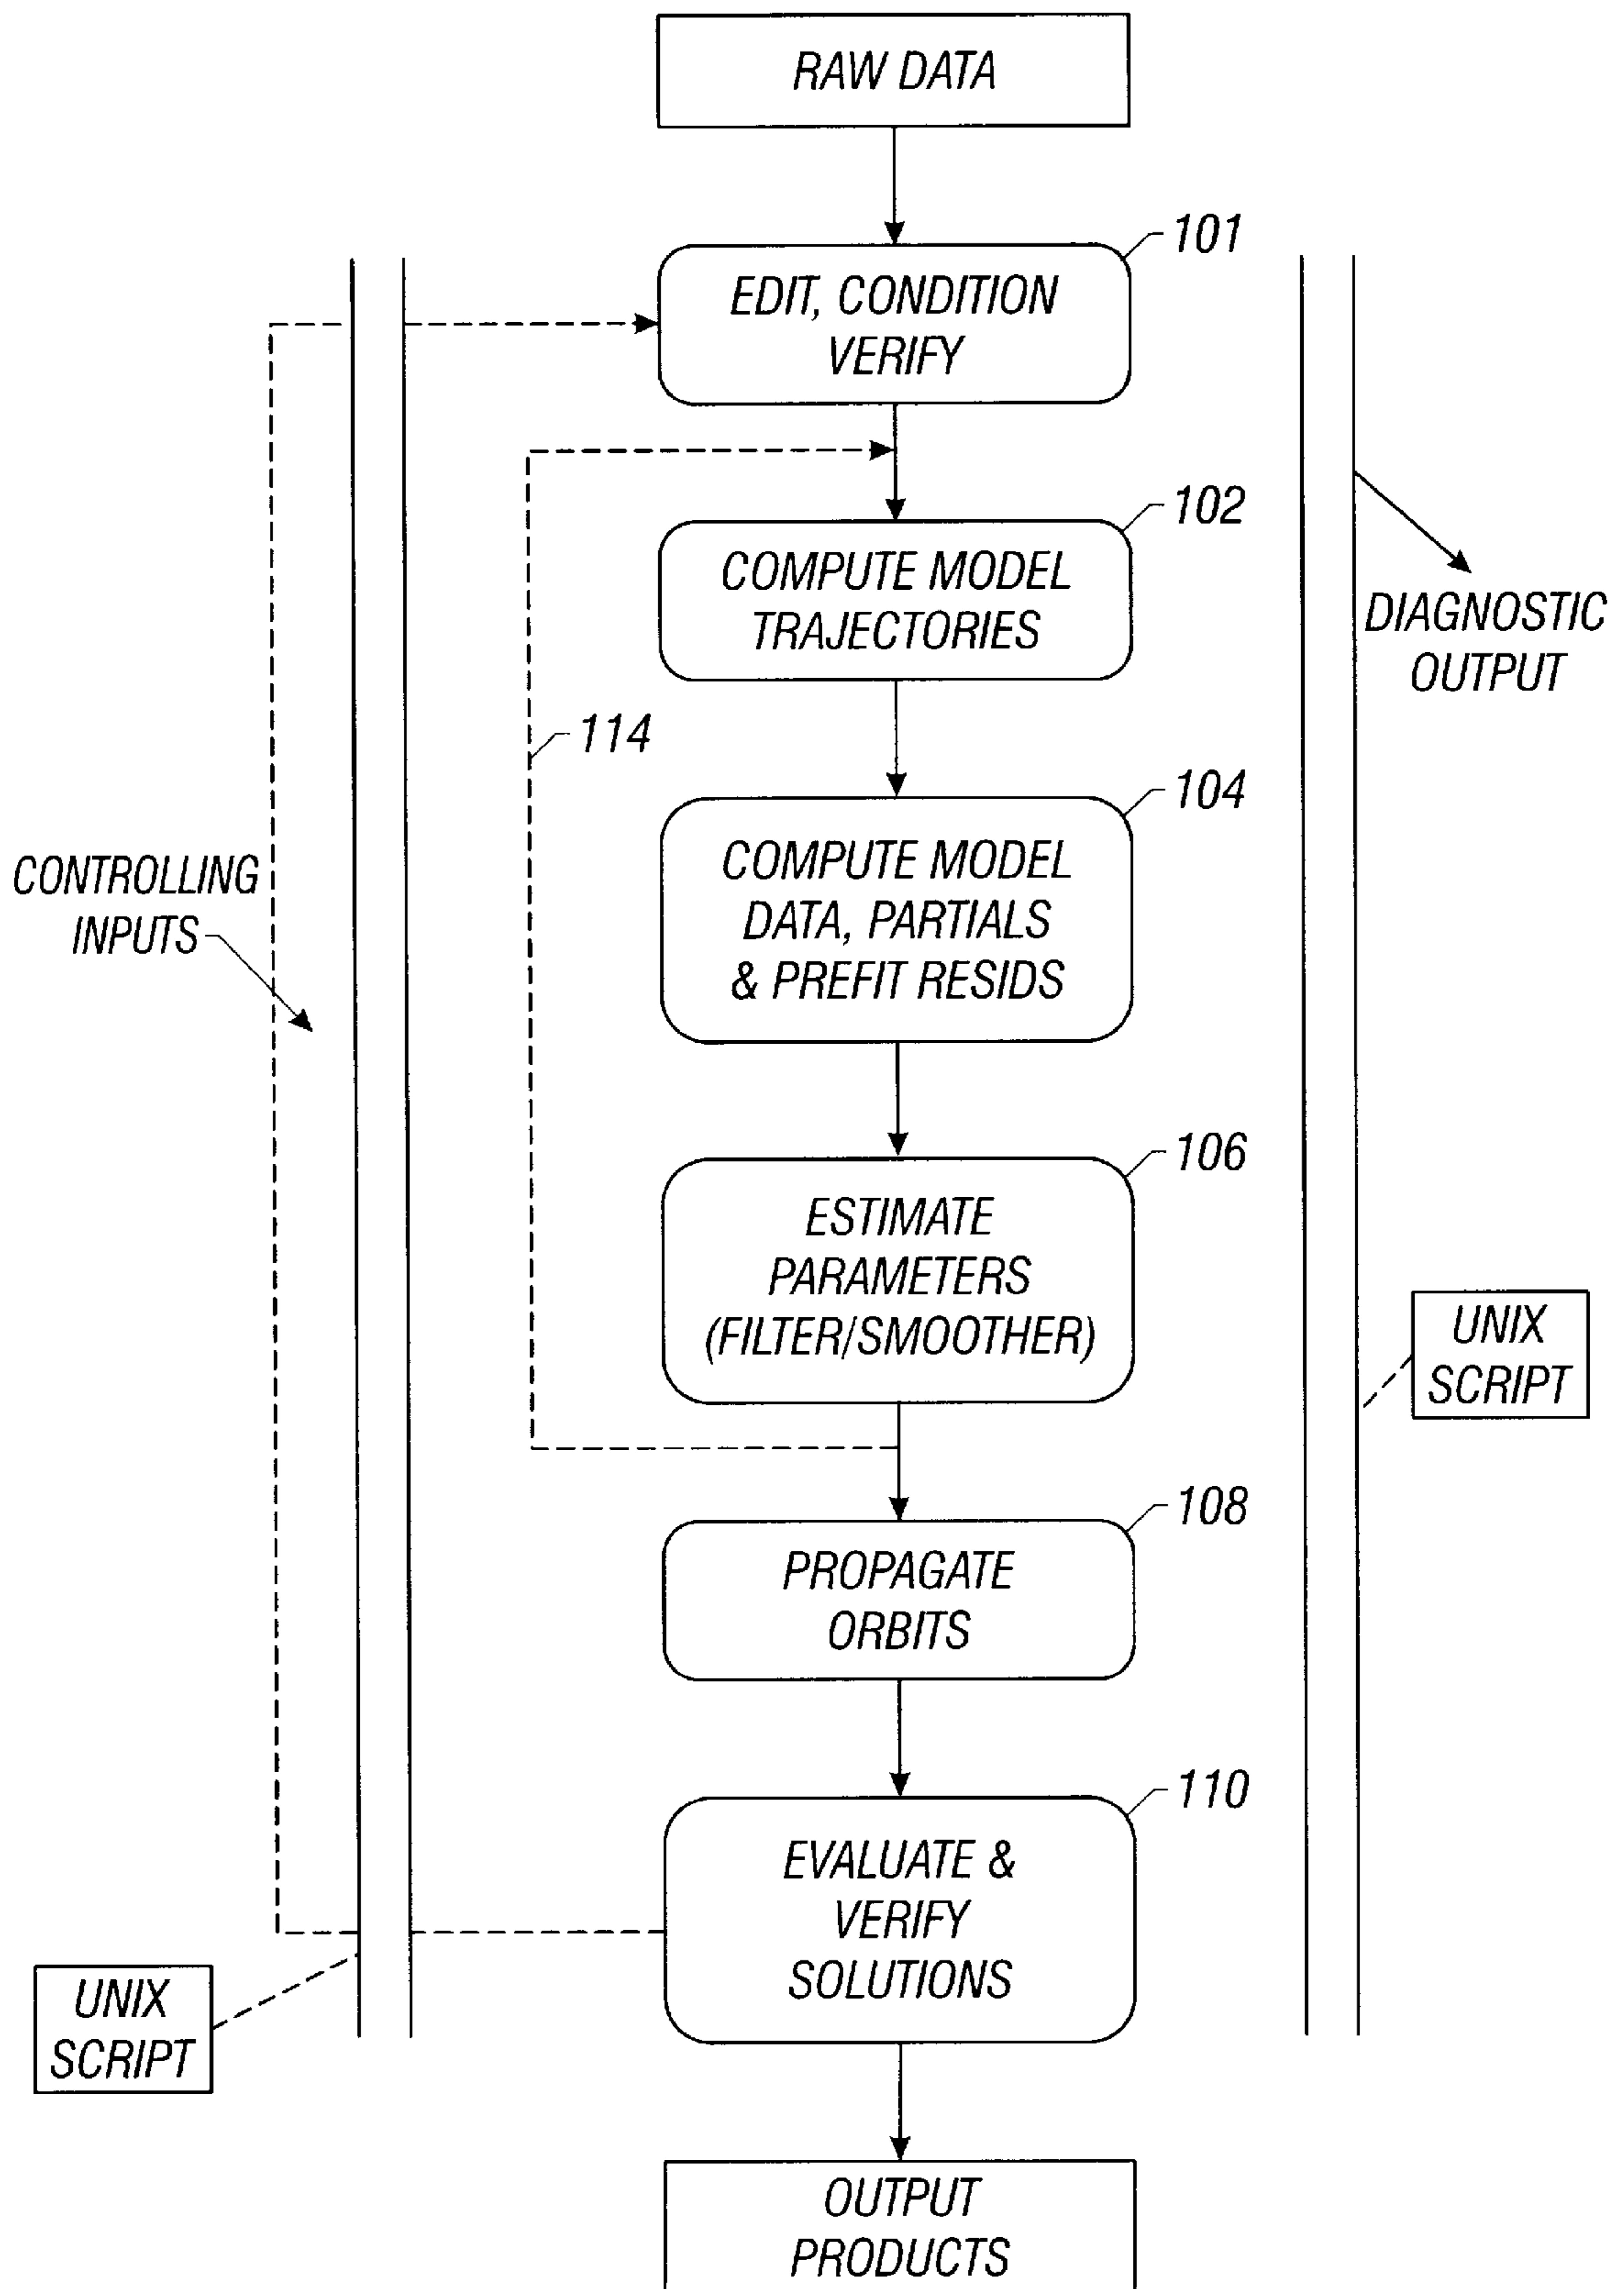 RAW DATA
101
EDIT, CONDITION
VERIFY
102
COMPUTE MODEL
TRAJECTORIES
DIAGNOSTIC
OUTPUT
114
104
COMPUTE MODEL
DATA, PARTIALS
& PREFIT RESIDS
CONTROLLING
INPUTS
106
ESTIMATE
PARAMETERS
(FILTER/SMOOTHER)
UNIX
SCRIPT
108
PROPAGATE
ORBITS
110
EVALUATE &
VERIFY
SOLUTIONS
UNIX
SCRIPT
OUTPUT
PRODUCTS